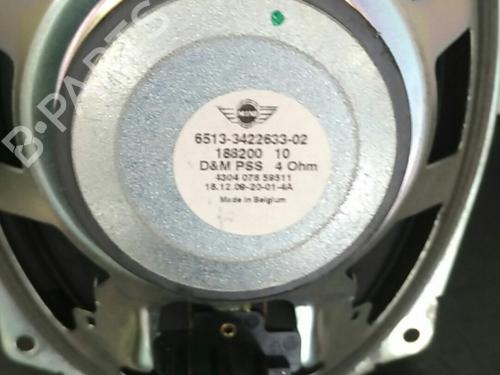 B-PARTS
MINI
6513-3422633-02
188200 10
D&M PSS 4 Ohm
4304 078 59511
18.12.09-20-01-4A
Made in Belgium